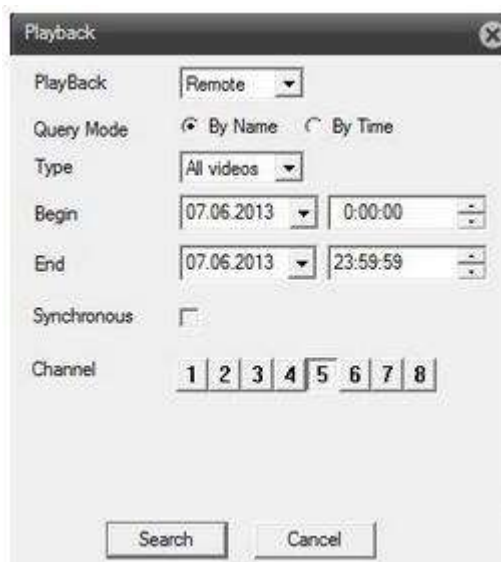 Playback
PlayBack Remote
Query Mode By Name By Time
Type All videos
Begin 07.06.2013 0:00:00
End 07.06.2013 23:59:59
Synchronous
Channel 1 2 3 4 5 6 7 8
Search Cancel